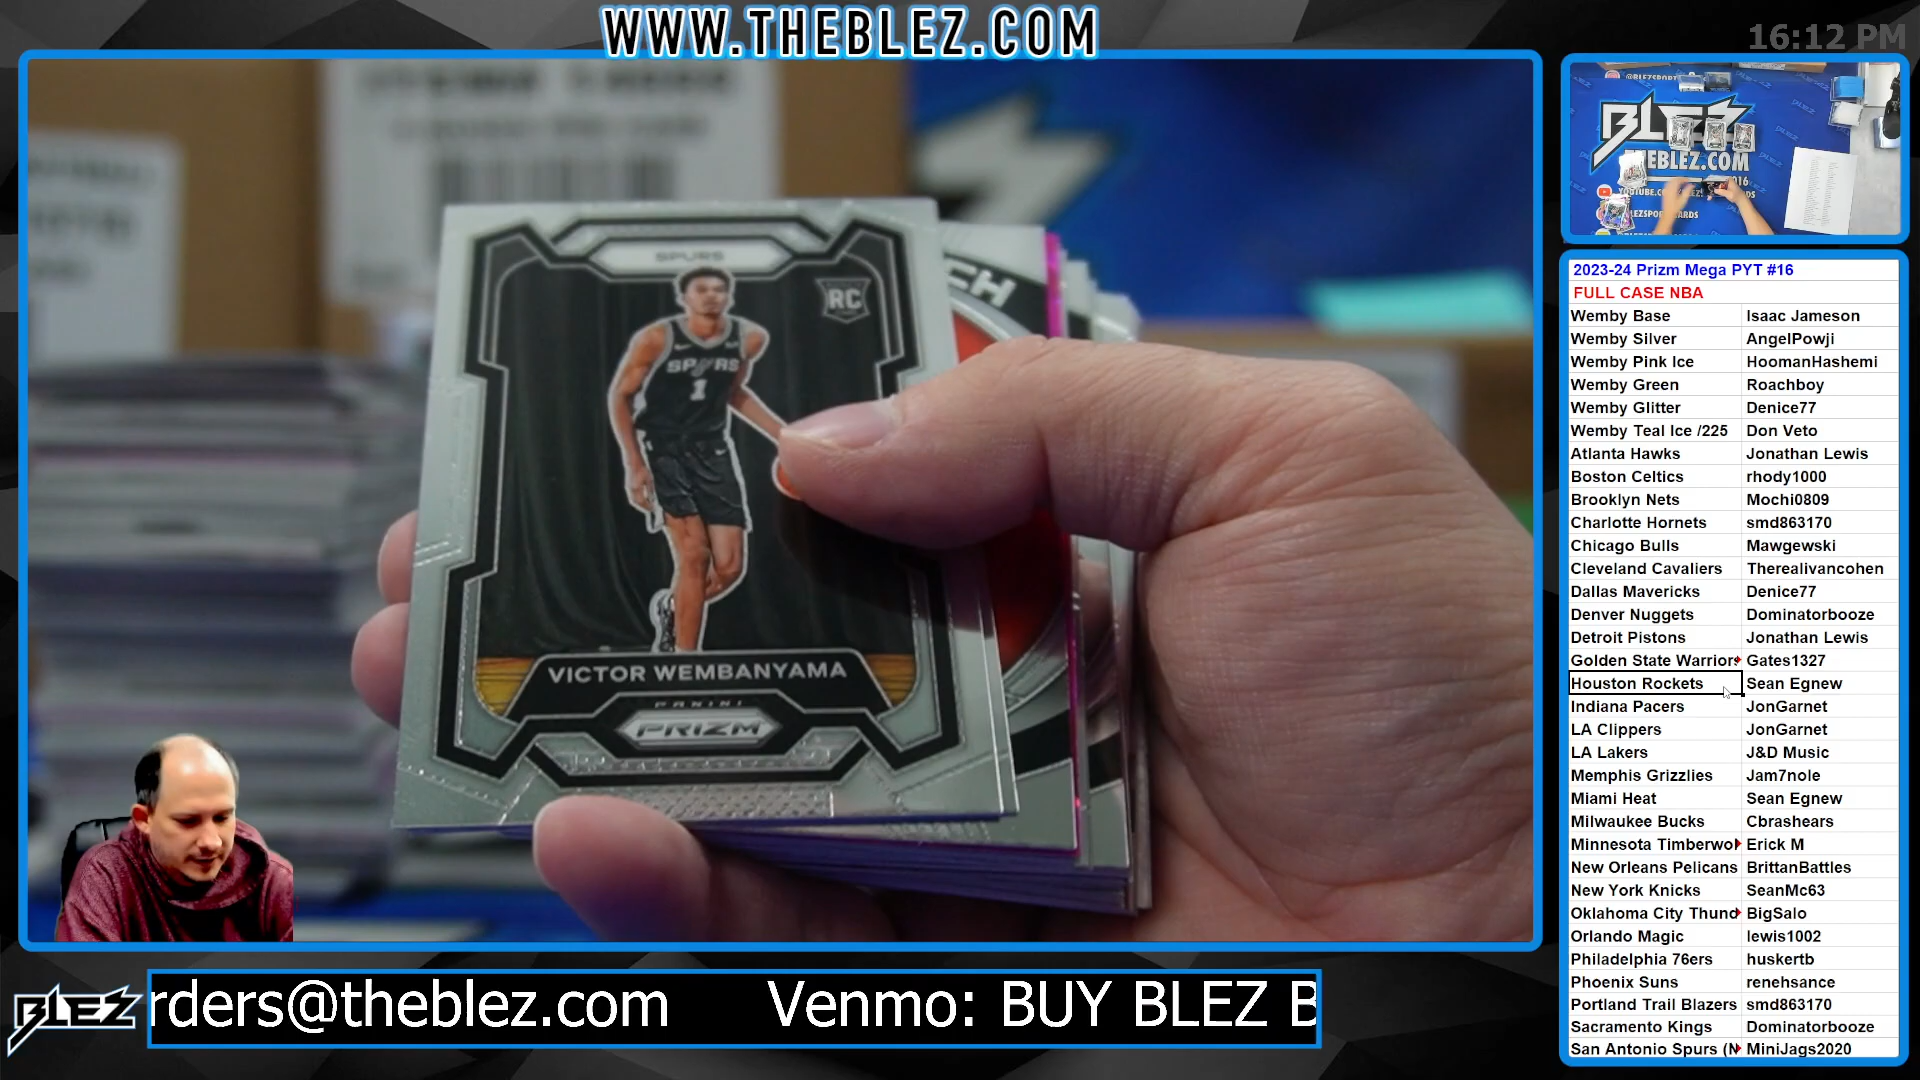 WWW.THEBLEZ.COM
16:12 PM
SPURS
RC
CH
SPURS
1
VICTOR WEMBANYAMA
PANINI
PRIZM
BLEZ
THEBLEZ.COM
2023-24 Prizm Mega PYT #16
FULL CASE NBA
Wemby Base Isaac Jameson
Wemby Silver AngelPowji
Wemby Pink Ice HoomanHashemi
Wemby Green Roachboy
Wemby Glitter Denice77
Wemby Teal Ice /225 Don Veto
Atlanta Hawks Jonathan Lewis
Boston Celtics rhody1000
Brooklyn Nets Mochi0809
Charlotte Hornets smd863170
Chicago Bulls Mawgewski
Cleveland Cavaliers Therealivancohen
Dallas Mavericks Denice77
Denver Nuggets Dominatorbooze
Detroit Pistons Jonathan Lewis
Golden State Warriors Gates1327
Houston Rockets Sean Egnew
Indiana Pacers JonGarnet
LA Clippers JonGarnet
LA Lakers J&D Music
Memphis Grizzlies Jam7nole
Miami Heat Sean Egnew
Milwaukee Bucks Cbrashears
Minnesota Timberwol Erick M
New Orleans Pelicans BrittanBattles
New York Knicks SeanMc63
Oklahoma City Thund BigSalo
Orlando Magic lewis1002
Philadelphia 76ers huskertb
Phoenix Suns renehsance
Portland Trail Blazers smd863170
Sacramento Kings Dominatorbooze
San Antonio Spurs (N MiniJags2020
BLEZ
rders@theblez.com Venmo: BUY BLEZ B